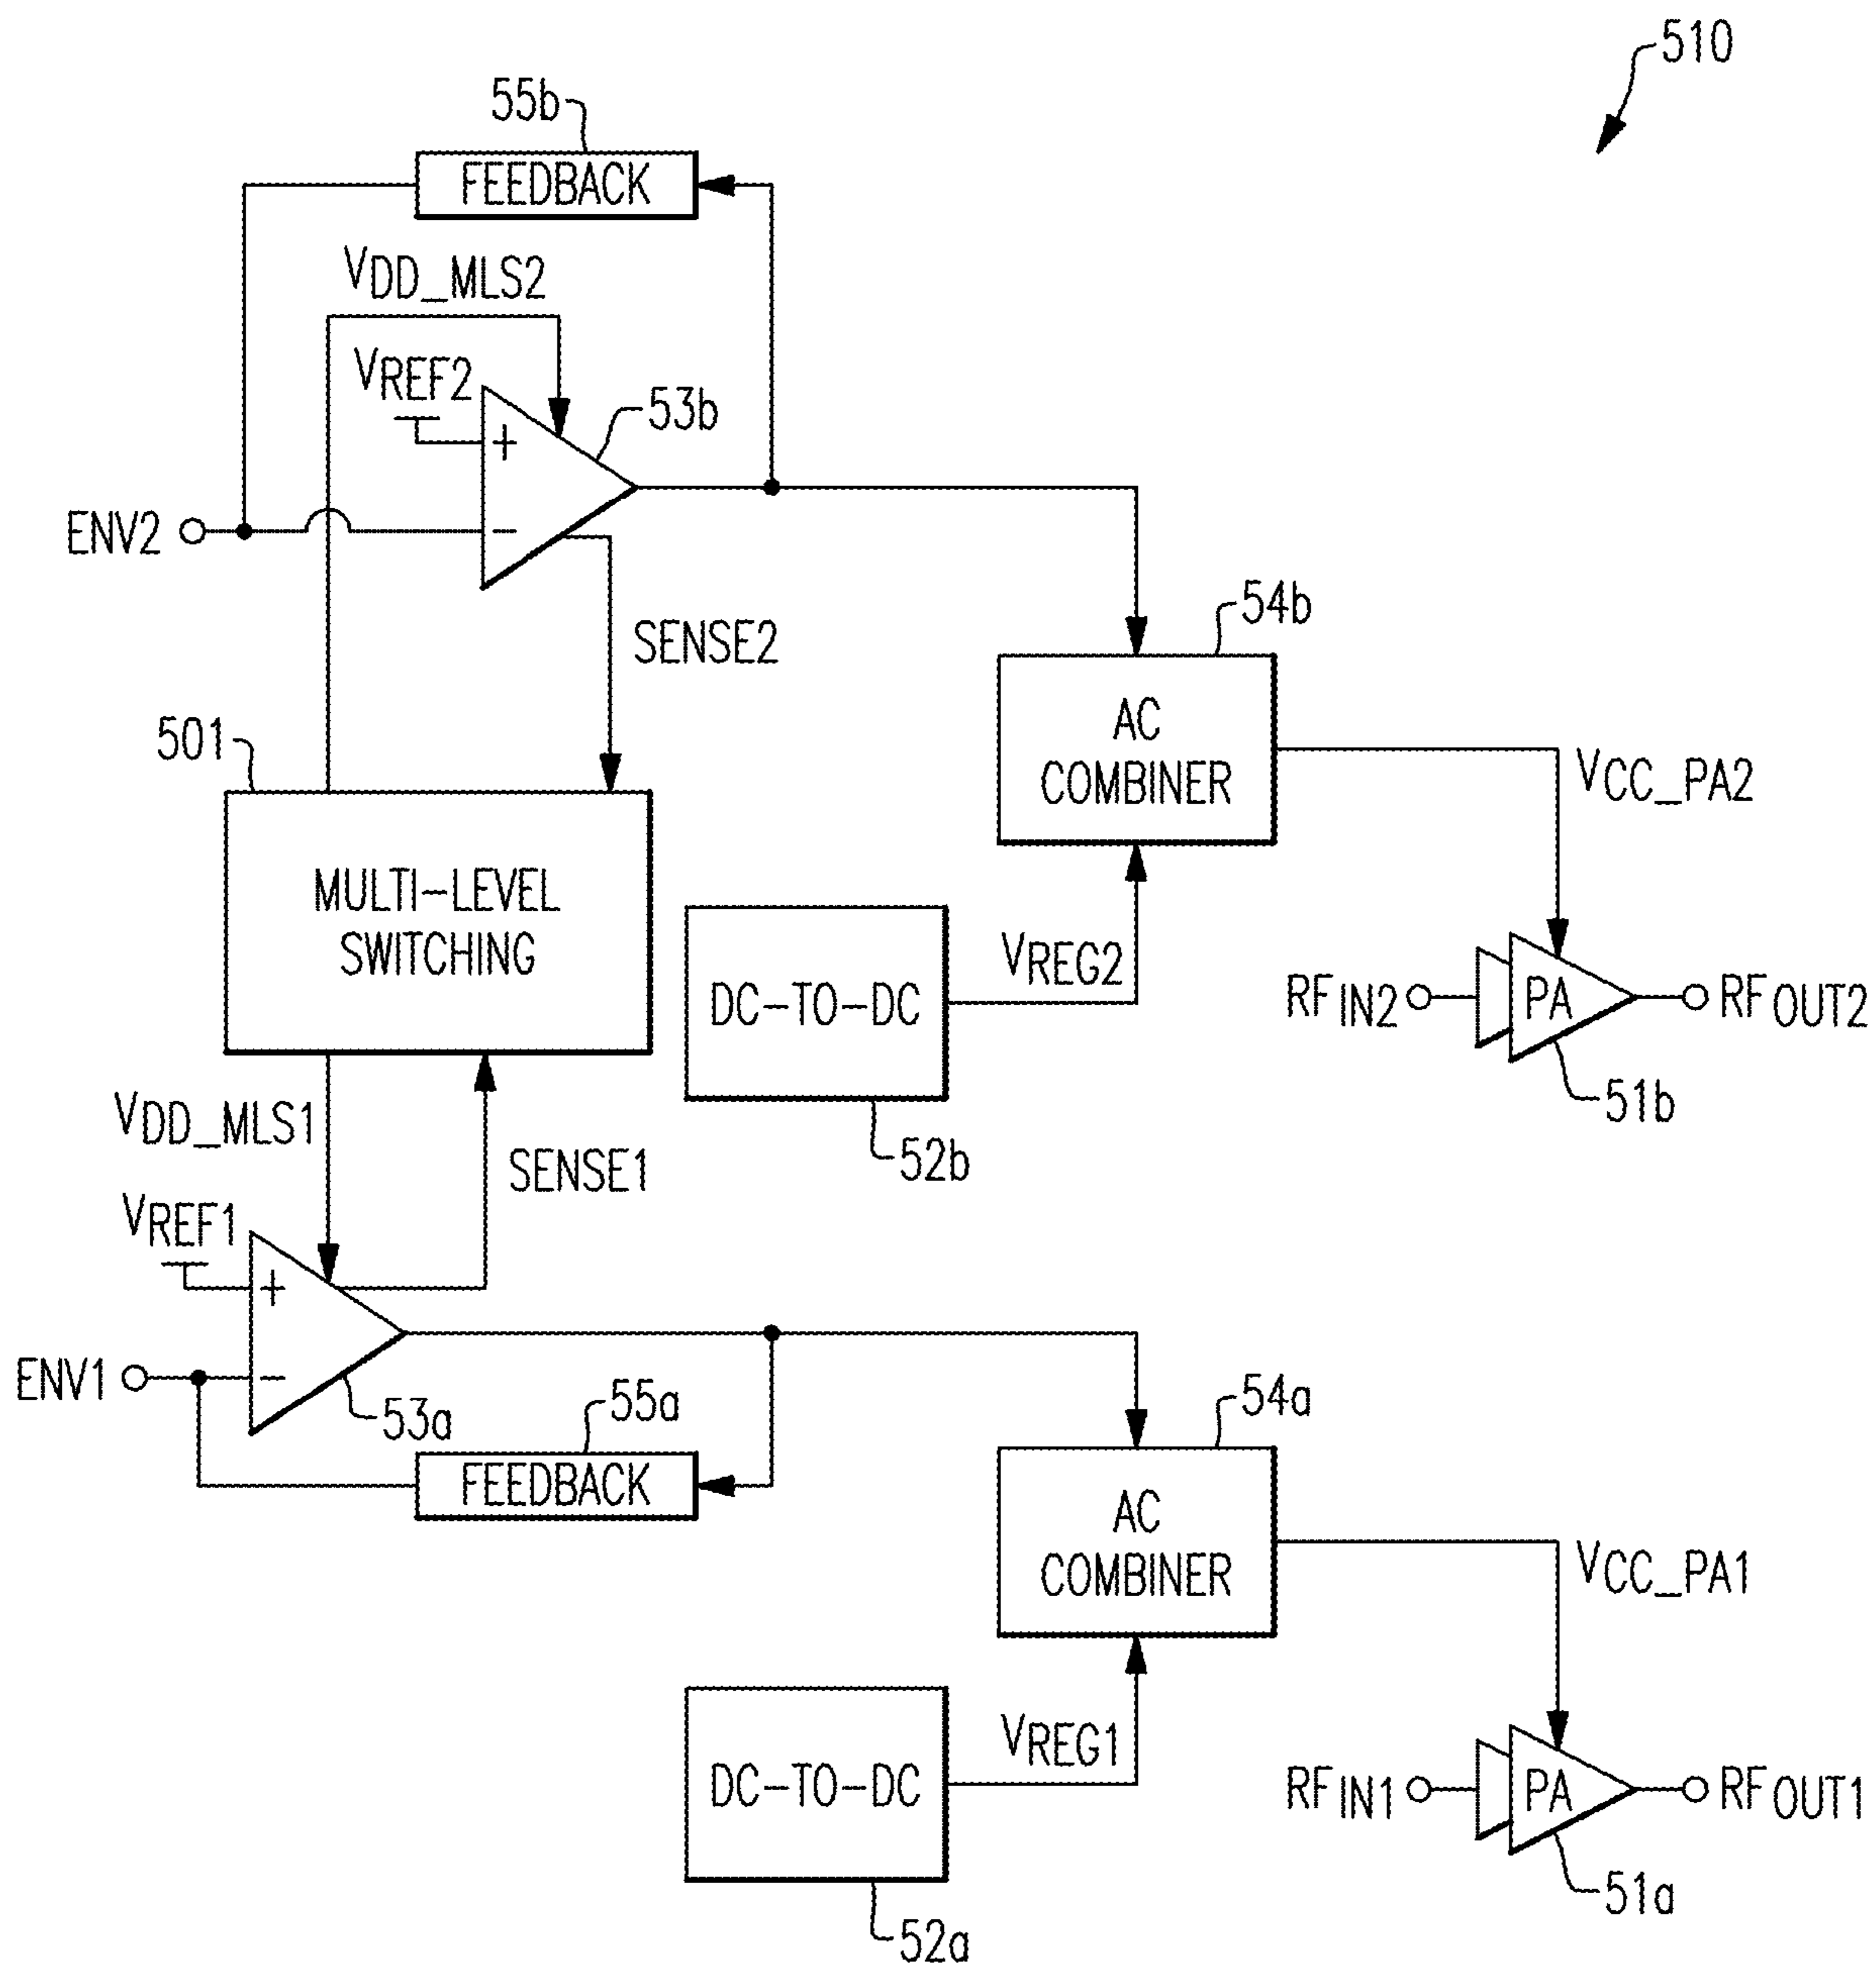 510
55b
FEEDBACK
VDD_MLS2
VREF2
53b
+
−
ENV2
SENSE2
54b
AC
COMBINER
501
MULTI-LEVEL
SWITCHING
VCC_PA2
VREG2
DC-TO-DC
52b
RFIN2
PA
RFOUT2
51b
VDD_MLS1
SENSE1
VREF1
+
−
ENV1
53a
55a
FEEDBACK
54a
AC
COMBINER
VCC_PA1
VREG1
DC-TO-DC
52a
RFIN1
PA
RFOUT1
51a